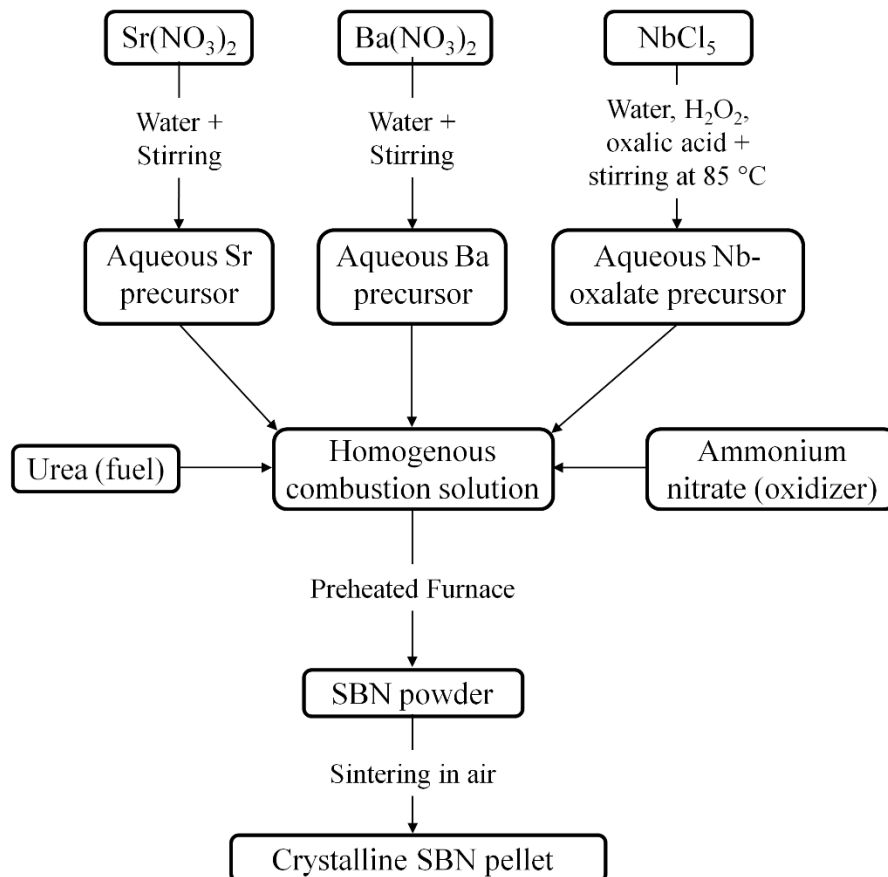 Sr(NO₃)₂
Ba(NO₃)₂
NbCl₅
Water +
Stirring
Water +
Stirring
Water, H₂O₂,
oxalic acid +
stirring at 85 °C
Aqueous Sr
precursor
Aqueous Ba
precursor
Aqueous Nb-
oxalate precursor
Urea (fuel)
Homogenous
combustion solution
Ammonium
nitrate (oxidizer)
Preheated Furnace
SBN powder
Sintering in air
Crystalline SBN pellet